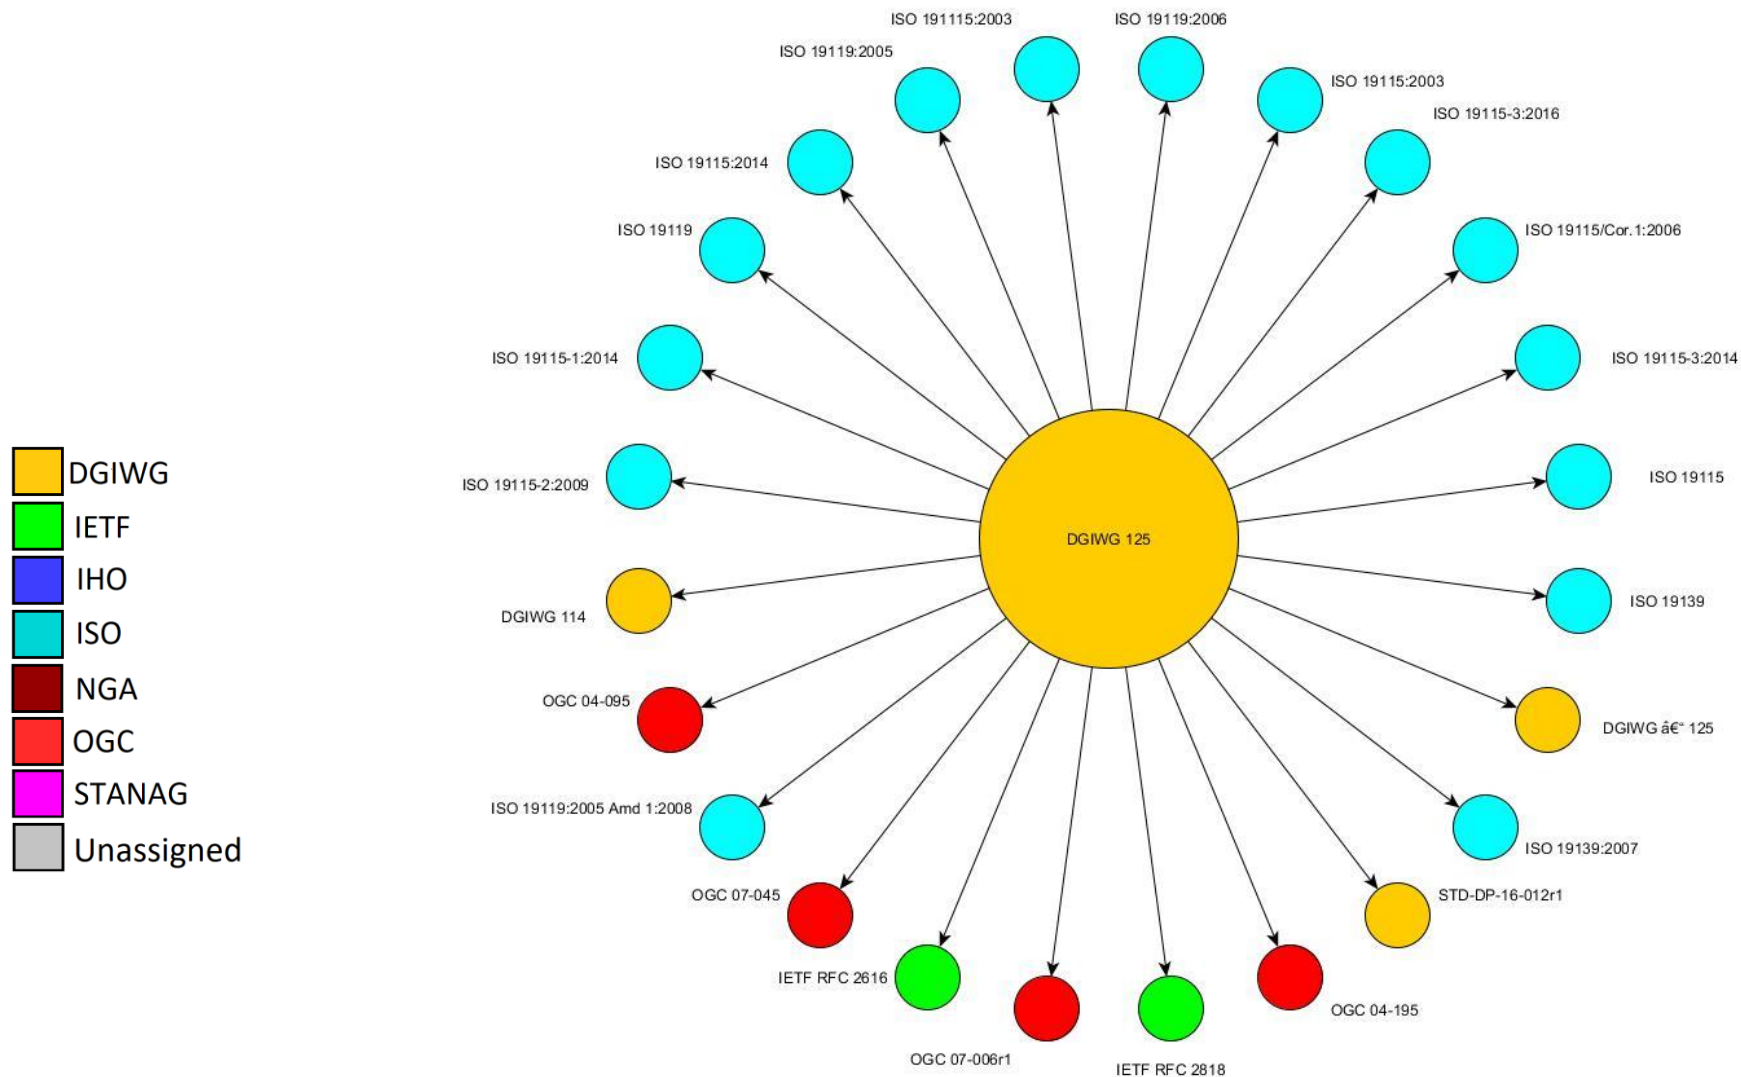 ISO 191115:2003
ISO 19119:2006
ISO 19119:2005
ISO 19115:2003
ISO 19115-3:2016
ISO 19115:2014
ISO 19119
ISO 19115/Cor.1:2006
ISO 19115-1:2014
ISO 19115-3:2014
DGIWG
IETF
IHO
ISO
NGA
OGC
STANAG
Unassigned
ISO 19115-2:2009
ISO 19115
DGIWG 125
DGIWG 114
ISO 19139
OGC 04-095
DGIWG â€“ 125
ISO 19119:2005 Amd 1:2008
ISO 19139:2007
OGC 07-045
STD-DP-16-012r1
IETF RFC 2616
OGC 04-195
OGC 07-006r1
IETF RFC 2818